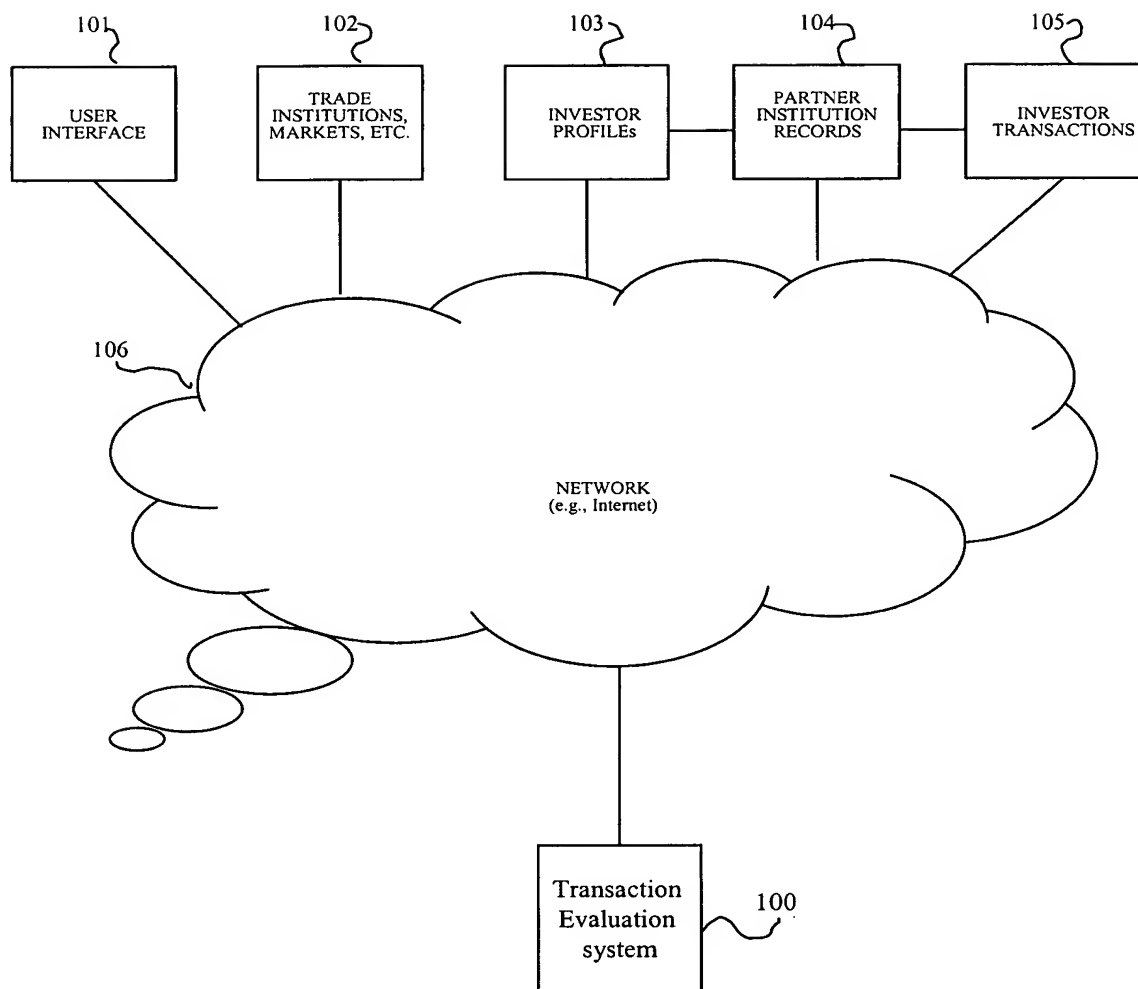 101
102
103
104
105
USER
INTERFACE
TRADE
INSTITUTIONS,
MARKETS, ETC.
INVESTOR
PROFILEs
PARTNER
INSTITUTION
RECORDS
INVESTOR
TRANSACTIONS
106
NETWORK
(e.g., Internet)
Transaction
Evaluation
system
100